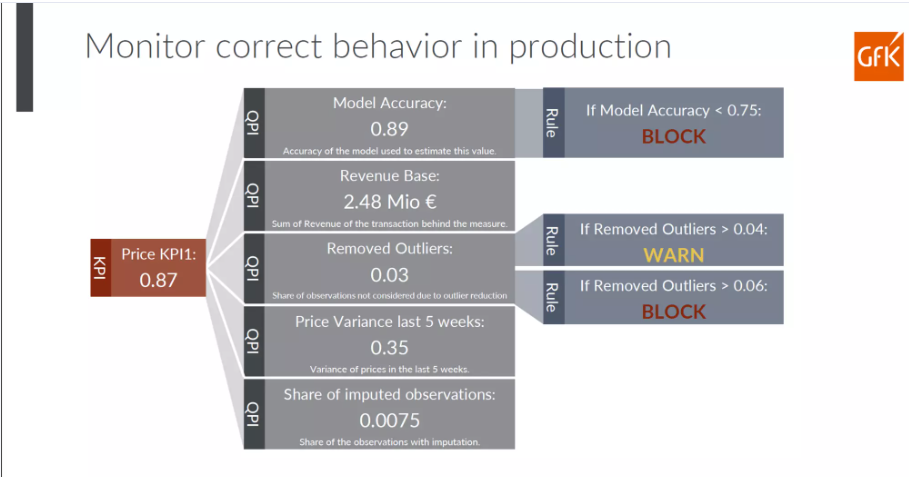 Monitor correct behavior in production
GfK
KPI
Price KPI1:
0.87
QPI
Model Accuracy:
0.89
Accuracy of the model used to estimate this value.
Rule
If Model Accuracy < 0.75:
BLOCK
QPI
Revenue Base:
2.48 Mio €
Sum of Revenue of the transaction behind the measure.
QPI
Removed Outliers:
0.03
Share of observations not considered due to outlier reduction
Rule
If Removed Outliers > 0.04:
WARN
Rule
If Removed Outliers > 0.06:
BLOCK
QPI
Price Variance last 5 weeks:
0.35
Variance of prices in the last 5 weeks.
QPI
Share of imputed observations:
0.0075
Share of the observations with imputation.